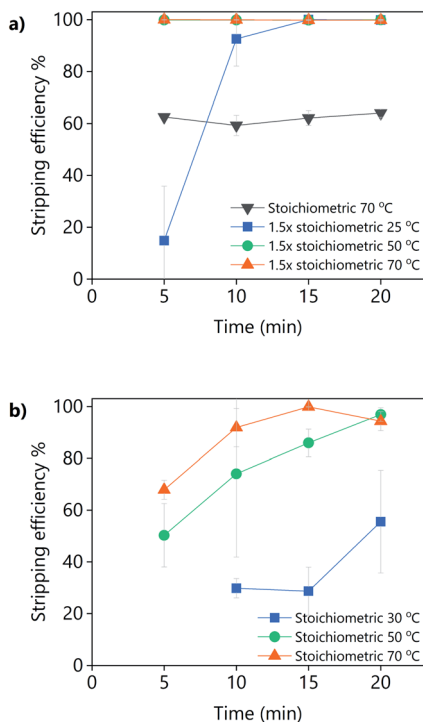 a)
100
80
60
40
20
0
Stripping efficiency %
Stoichiometric 70 °C
1.5x stoichiometric 25 °C
1.5x stoichiometric 50 °C
1.5x stoichiometric 70 °C
0 5 10 15 20
Time (min)
b)
100
80
60
40
20
0
Stripping efficiency %
Stoichiometric 30 °C
Stoichiometric 50 °C
Stoichiometric 70 °C
0 5 10 15 20
Time (min)